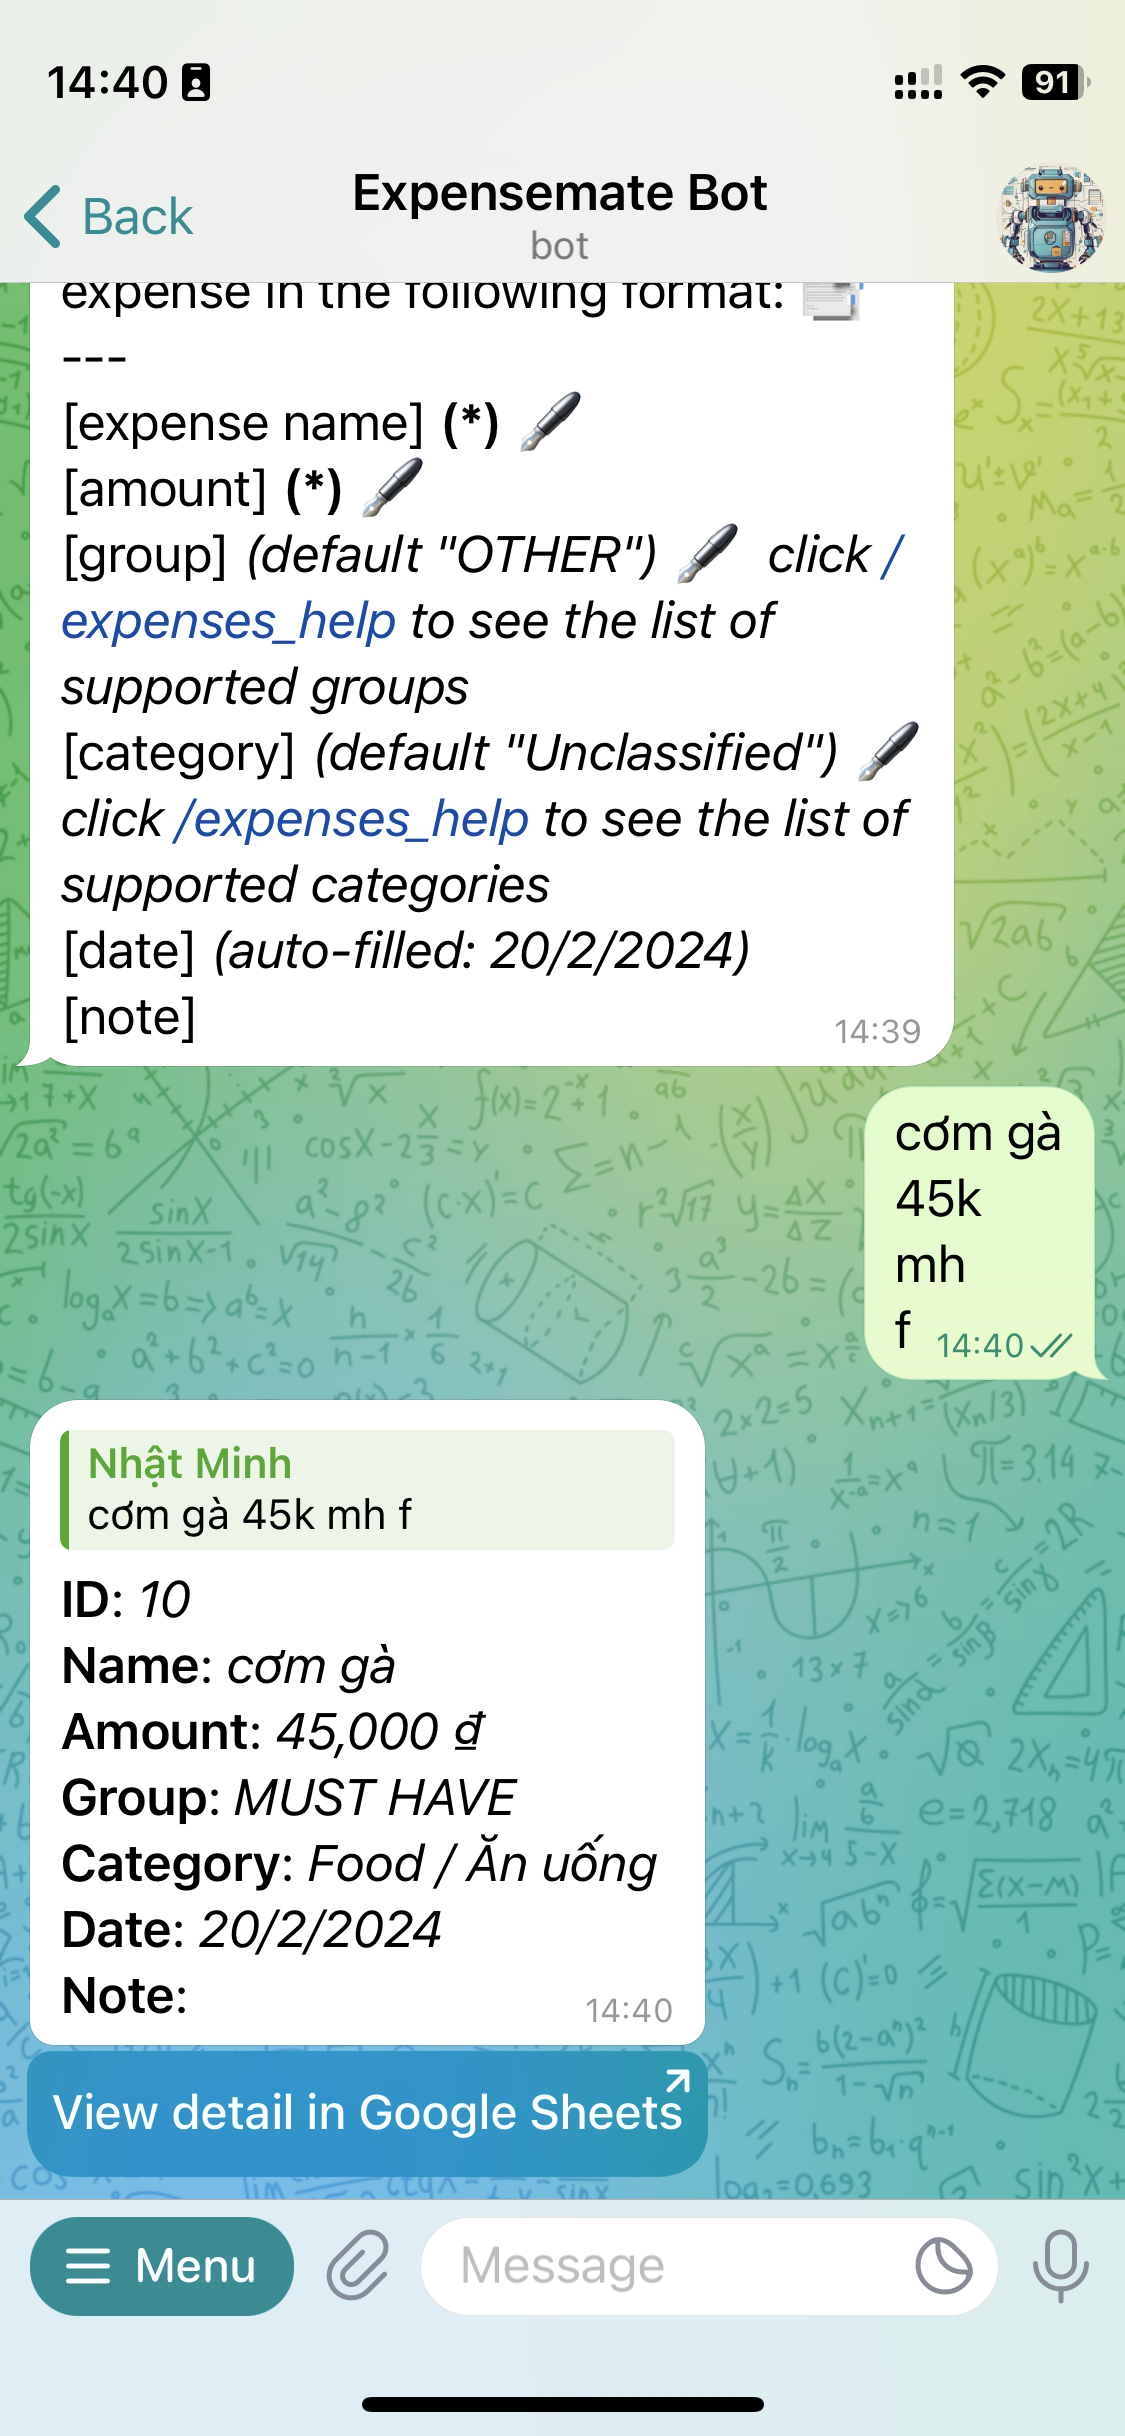 14:40
91
Back
Expensemate Bot
bot
expense in the following format:
---
[expense name] (*)
[amount] (*)
[group] (default "OTHER") click /
expenses_help to see the list of
supported groups
[category] (default "Unclassified")
click /expenses_help to see the list of
supported categories
[date] (auto-filled: 20/2/2024)
[note]
14:39
cơm gà
45k
mh
f 14:40
Nhật Minh
cơm gà 45k mh f
ID: 10
Name: cơm gà
Amount: 45,000 ₫
Group: MUST HAVE
Category: Food / Ăn uống
Date: 20/2/2024
Note:
14:40
View detail in Google Sheets
Menu
Message